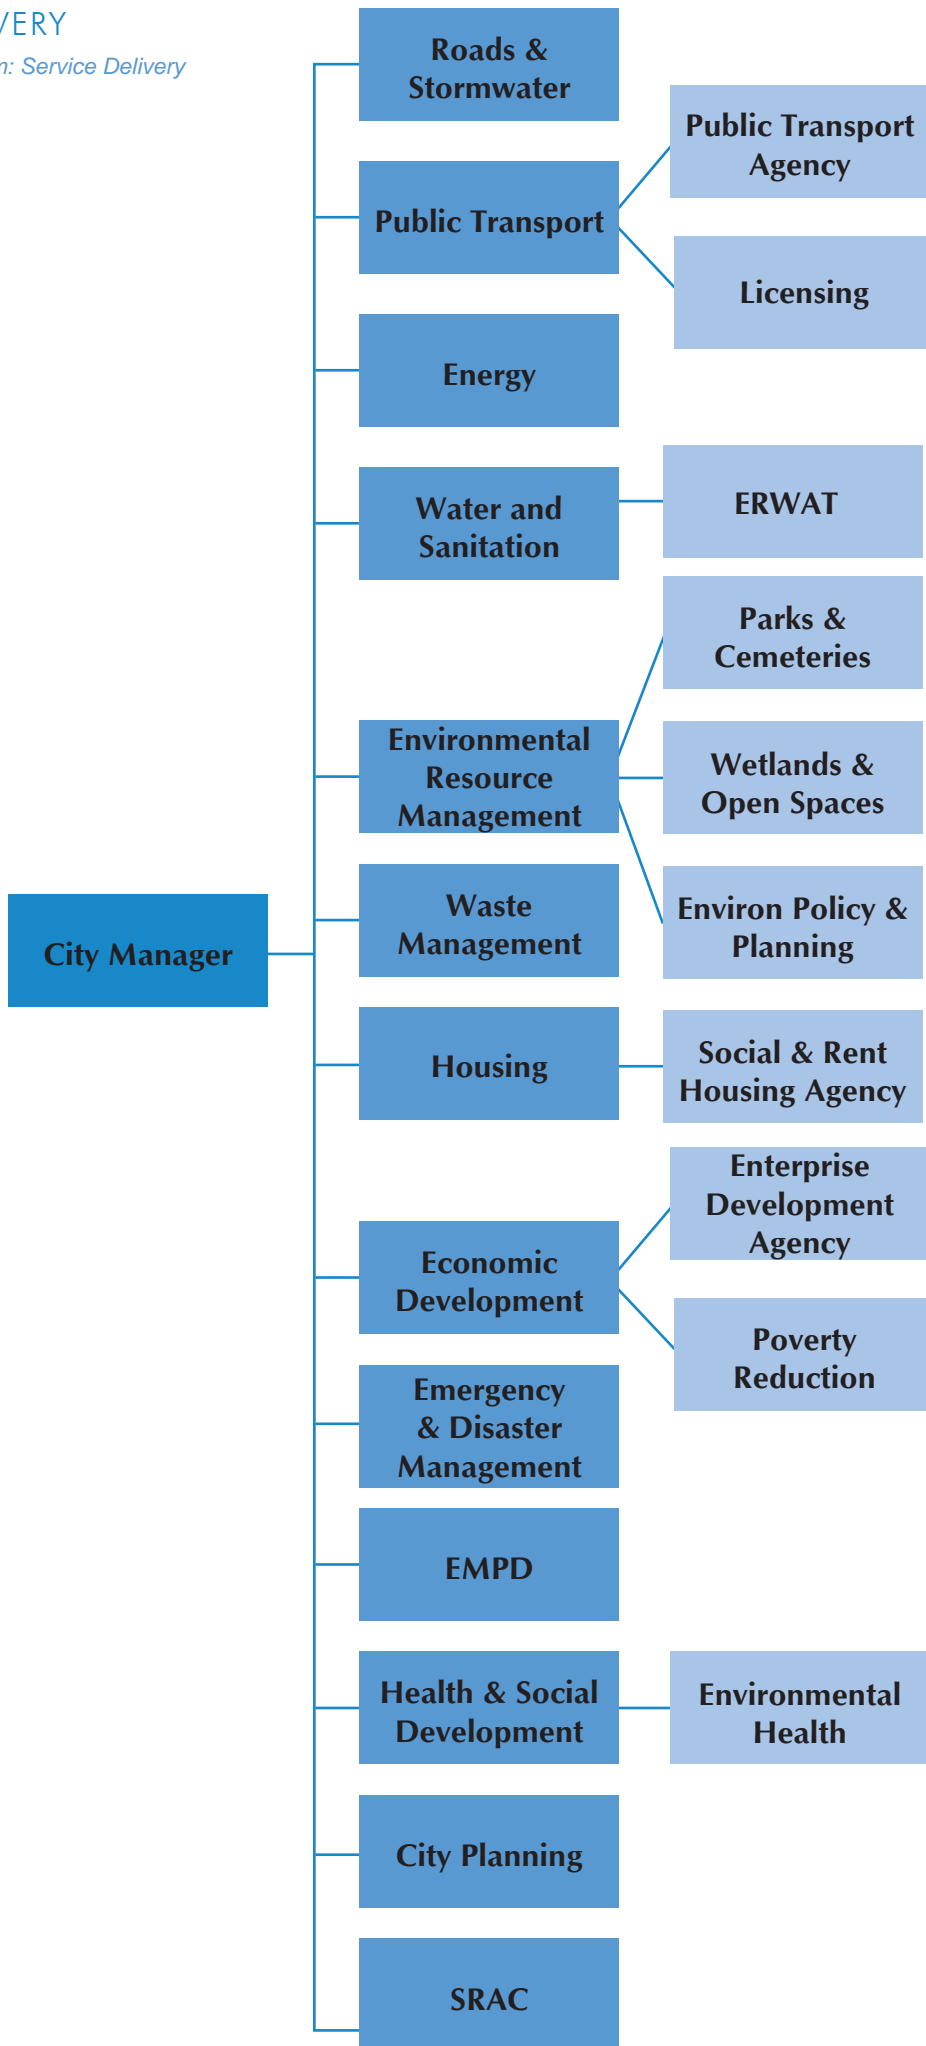 VERY
m: Service Delivery
Roads &
Stormwater
Public Transport
Agency
Public Transport
Licensing
Energy
Water and
Sanitation
ERWAT
Parks &
Cemeteries
Environmental
Resource
Management
Wetlands &
Open Spaces
Environ Policy &
Planning
Waste
Management
City Manager
Housing
Social & Rent
Housing Agency
Enterprise
Development
Agency
Economic
Development
Poverty
Reduction
Emergency
& Disaster
Management
EMPD
Health & Social
Development
Environmental
Health
City Planning
SRAC